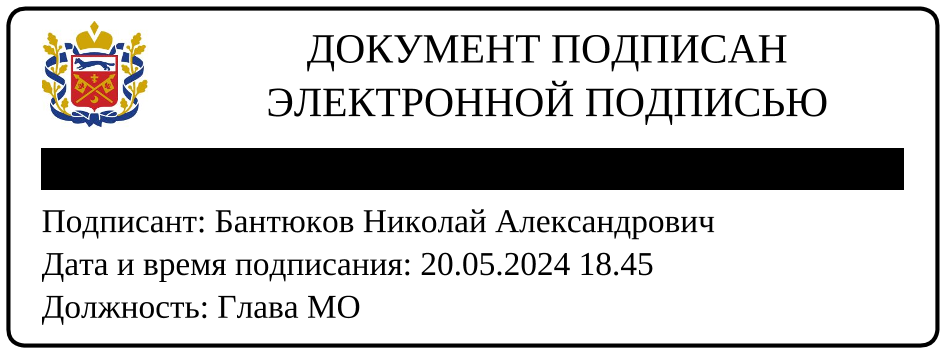 ДОКУМЕНТ ПОДПИСАН
ЭЛЕКТРОННОЙ ПОДПИСЬЮ
Подписант: Бантюков Николай Александрович
Дата и время подписания: 20.05.2024 18.45
Должность: Глава МО